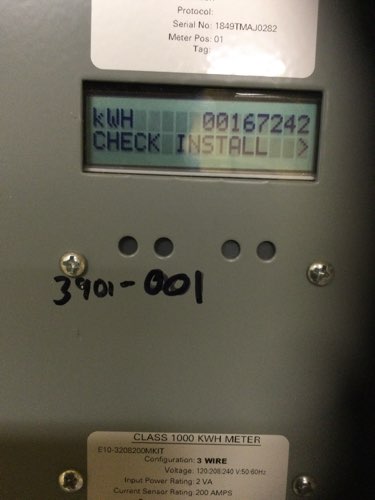 Protocol:
Serial No: 1849TMAJ0282
Meter Pos: 01
Tag:
kWH 00167242
CHECK INSTALL >
3901-001
CLASS 1000 KWH METER
E10-3208200MKIT
Configuration: 3 WIRE
Voltage: 120:208:240 V:50-60Hz
Input Power Rating: 2 VA
Current Sensor Rating: 200 AMPS